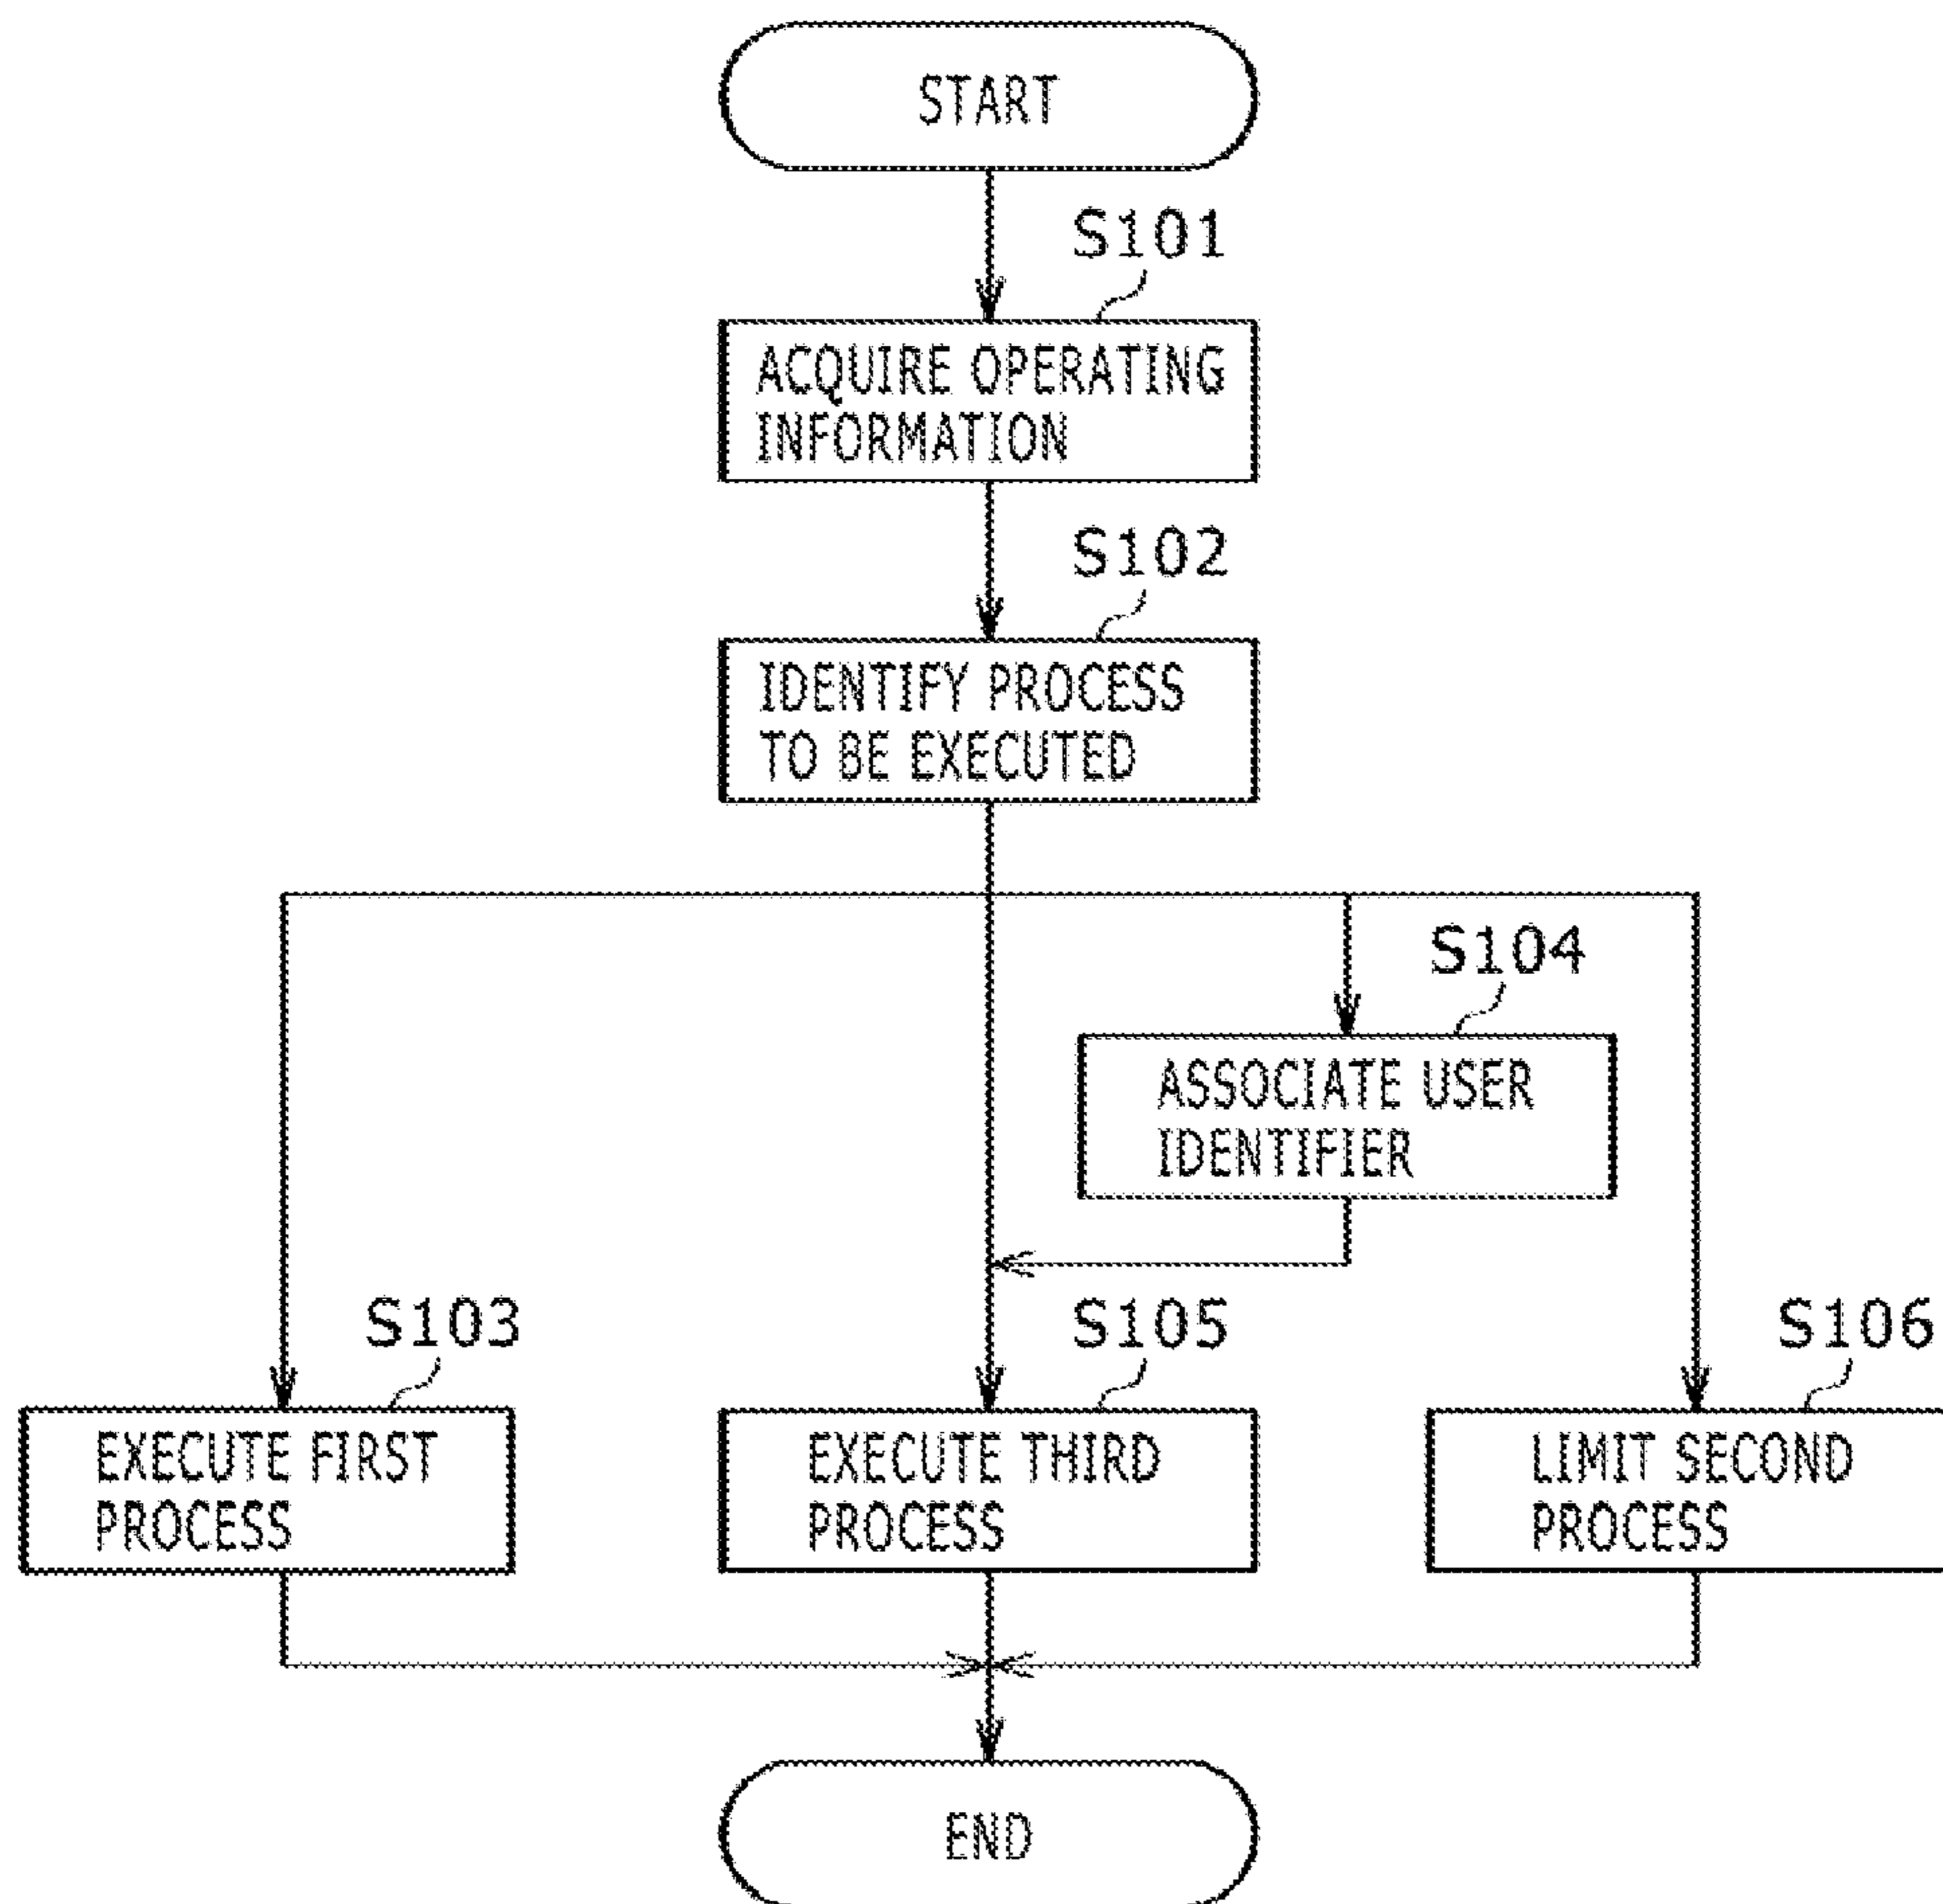 START
S101
ACQUIRE OPERATING
INFORMATION
S102
IDENTIFY PROCESS
TO BE EXECUTED
S104
ASSOCIATE USER
IDENTIFIER
S103
EXECUTE FIRST
PROCESS
S105
EXECUTE THIRD
PROCESS
S106
LIMIT SECOND
PROCESS
END